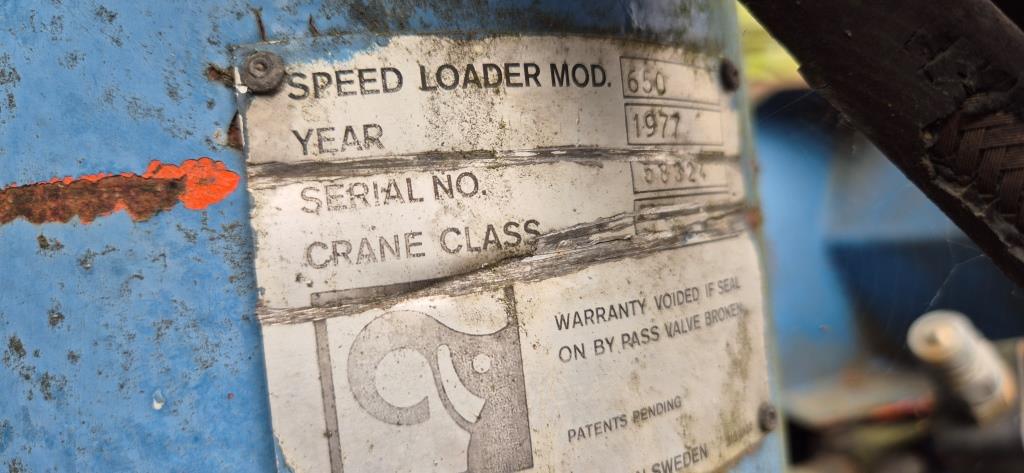 SPEED LOADER MOD. 650
YEAR 1977
SERIAL NO.
CRANE CLASS
WARRANTY VOIDED IF SEAL
ON BY PASS VALVE BROKEN
PATENTS PENDING
SWEDEN